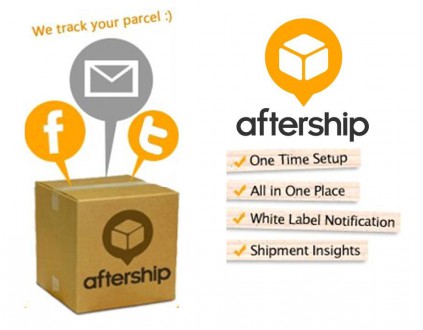 We track your parcel :)
f
t
aftership
aftership
One Time Setup
All in One Place
White Label Notification
Shipment Insights